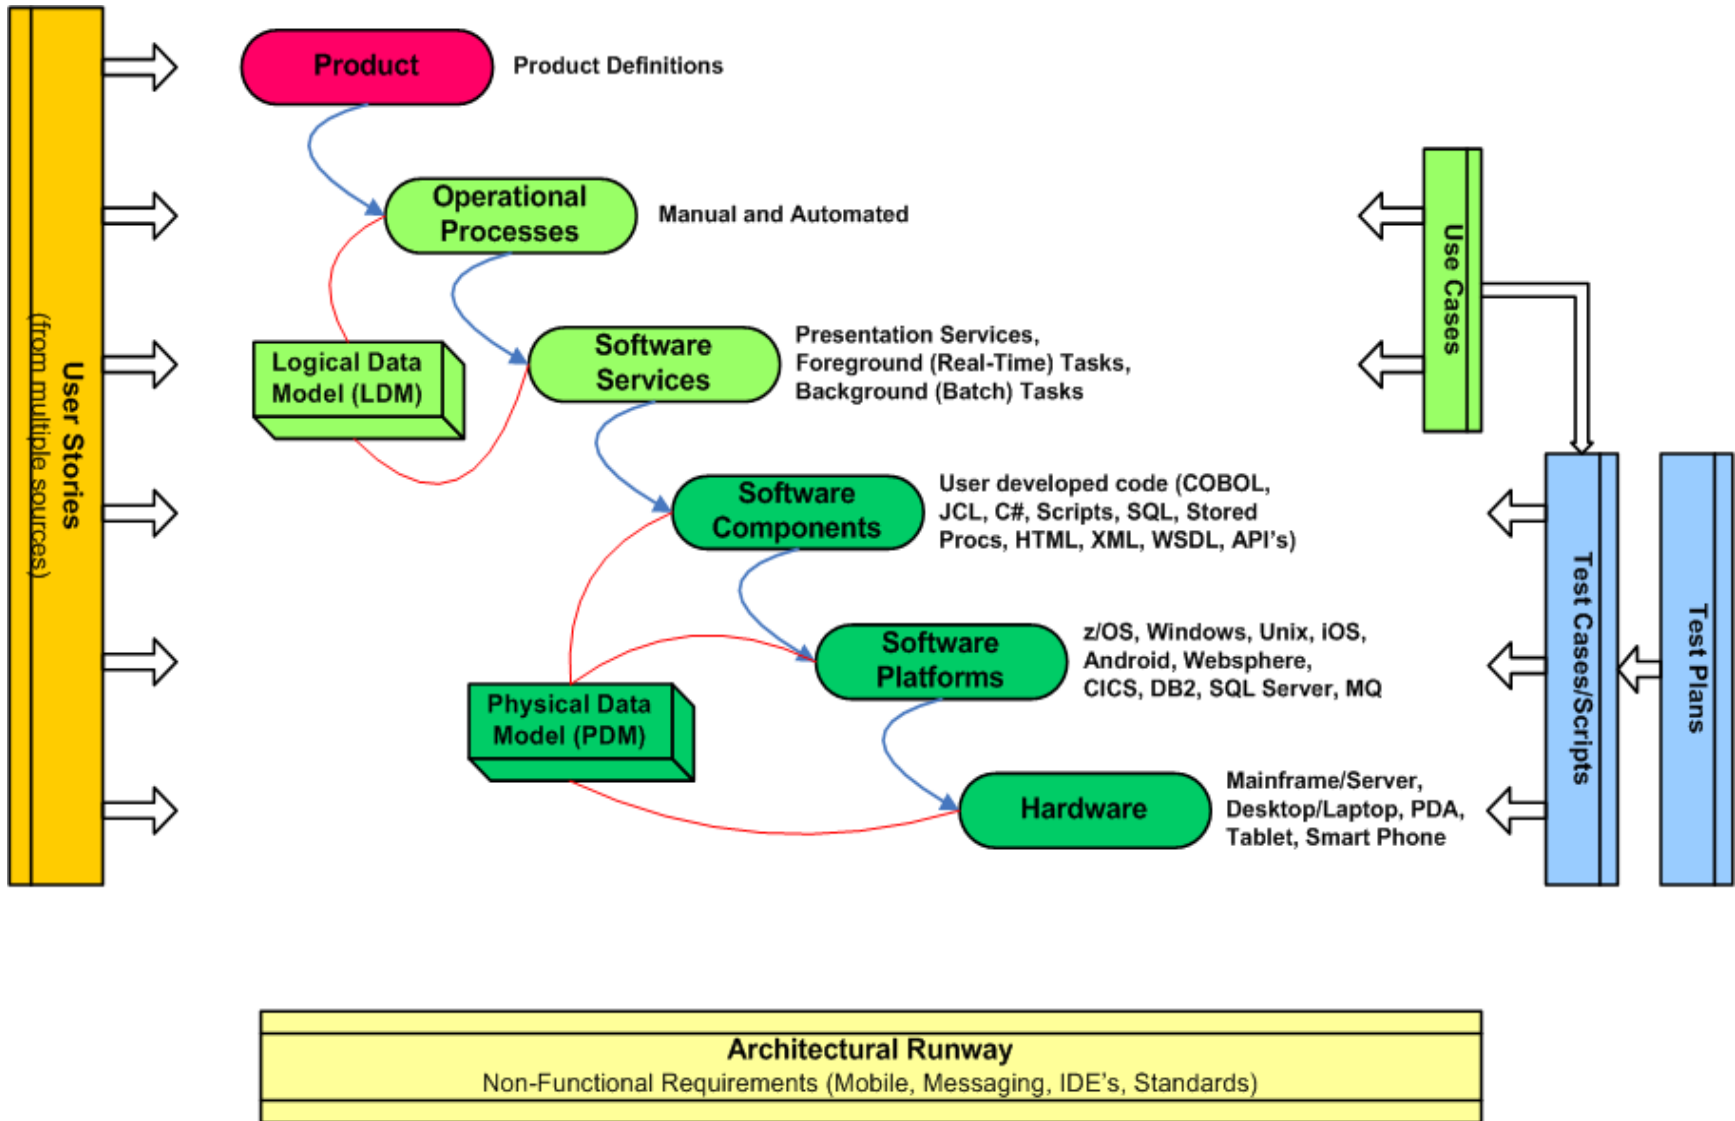 User Stories
(from multiple sources)
Product
Product Definitions
Operational
Processes
Manual and Automated
Logical Data
Model (LDM)
Software
Services
Presentation Services,
Foreground (Real-Time) Tasks,
Background (Batch) Tasks
Use Cases
Software
Components
User developed code (COBOL,
JCL, C#, Scripts, SQL, Stored
Procs, HTML, XML, WSDL, API's)
Software
Platforms
z/OS, Windows, Unix, iOS,
Android, Websphere,
CICS, DB2, SQL Server, MQ
Physical Data
Model (PDM)
Hardware
Mainframe/Server,
Desktop/Laptop, PDA,
Tablet, Smart Phone
Test Cases/Scripts
Test Plans
Architectural Runway
Non-Functional Requirements (Mobile, Messaging, IDE's, Standards)